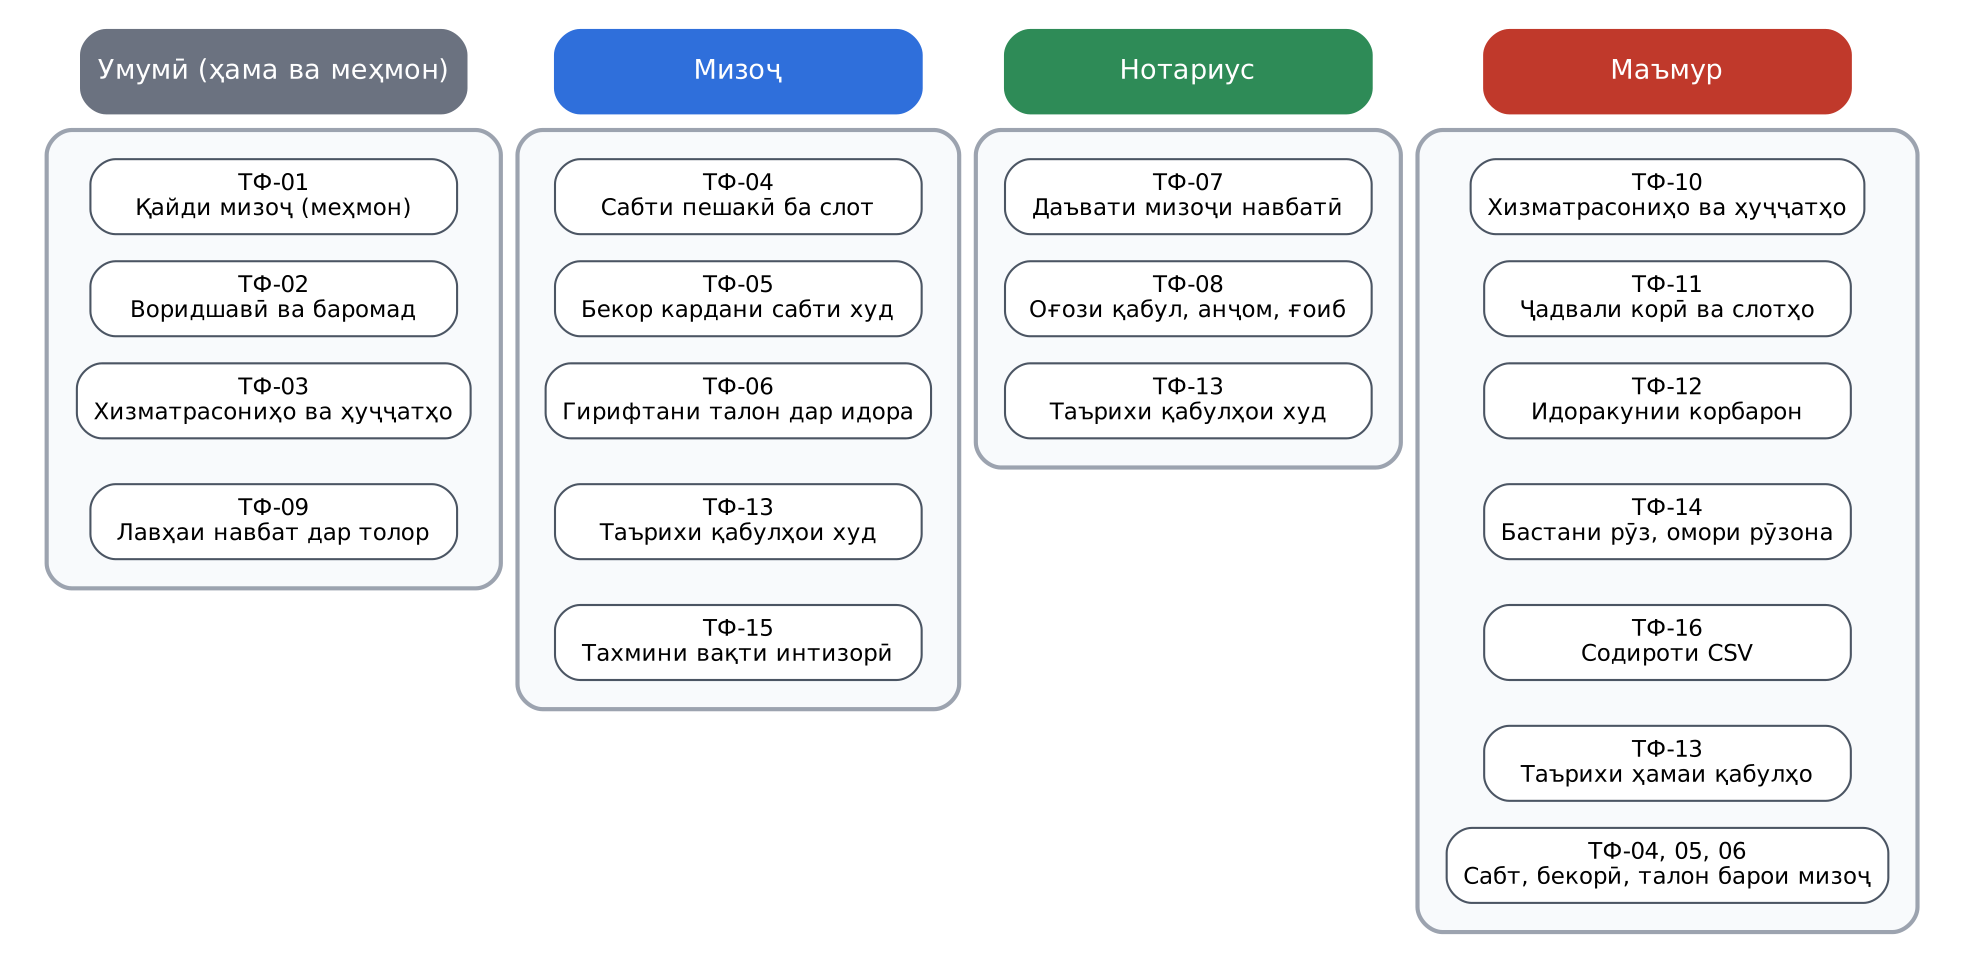 Умумӣ (ҳама ва меҳмон)
ТФ-01
Қайди мизоҷ (меҳмон)
ТФ-02
Воридшавӣ ва баромад
ТФ-03
Хизматрасониҳо ва ҳуҷҷатҳо
ТФ-09
Лавҳаи навбат дар толор
Мизоҷ
ТФ-04
Сабти пешакӣ ба слот
ТФ-05
Бекор кардани сабти худ
ТФ-06
Гирифтани талон дар идора
ТФ-13
Таърихи қабулҳои худ
ТФ-15
Тахмини вақти интизорӣ
Нотариус
ТФ-07
Даъвати мизоҷи навбатӣ
ТФ-08
Оғози қабул, анҷом, ғоиб
ТФ-13
Таърихи қабулҳои худ
Маъмур
ТФ-10
Хизматрасониҳо ва ҳуҷҷатҳо
ТФ-11
Ҷадвали корӣ ва слотҳо
ТФ-12
Идоракунии корбарон
ТФ-14
Бастани рӯз, омори рӯзона
ТФ-16
Содироти CSV
ТФ-13
Таърихи ҳамаи қабулҳо
ТФ-04, 05, 06
Сабт, бекорӣ, талон барои мизоҷ